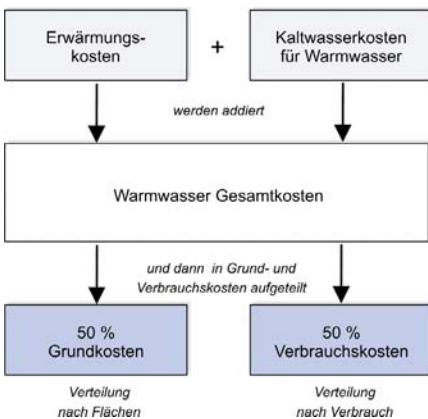 Erwärmungs-
kosten
+
Kaltwasserkosten
für Warmwasser
werden addiert
Warmwasser Gesamtkosten
und dann in Grund- und
Verbrauchskosten aufgeteilt
50 %
Grundkosten
50 %
Verbrauchskosten
Verteilung
nach Flächen
Verteilung
nach Verbrauch